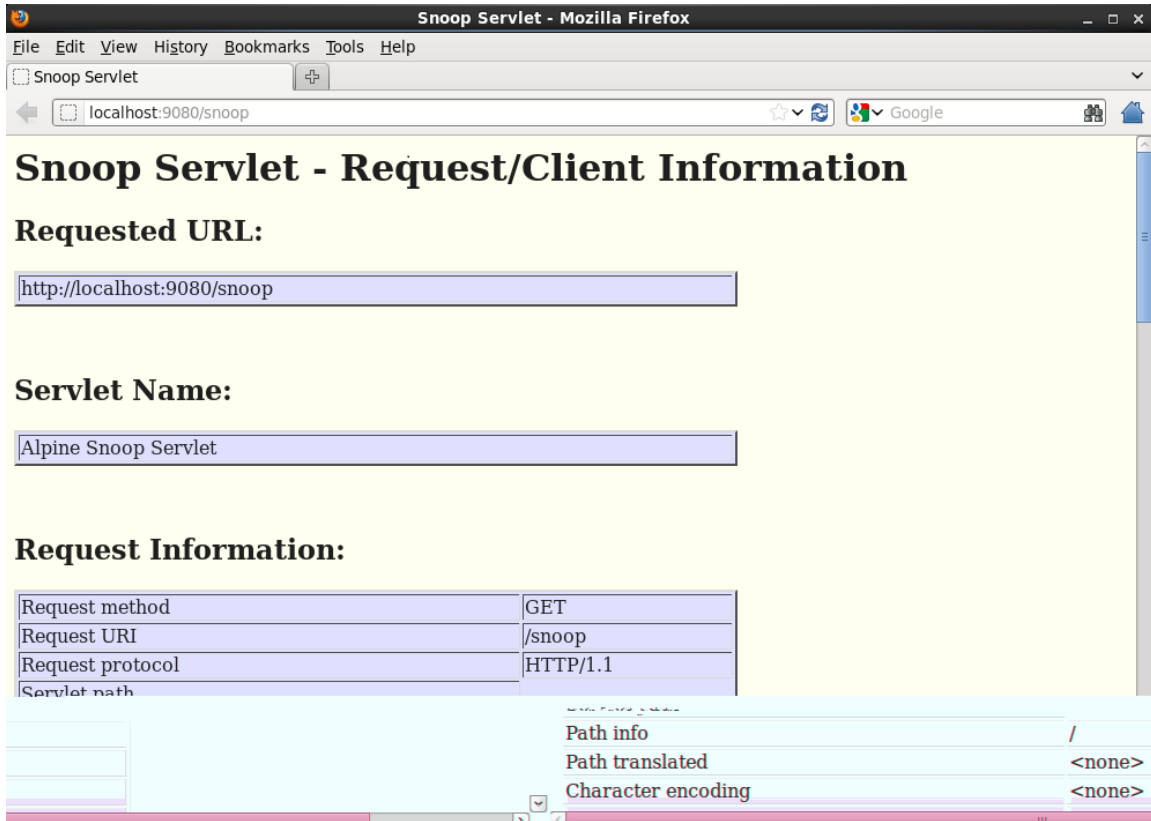 Snoop Servlet - Mozilla Firefox
File Edit View History Bookmarks Tools Help
Snoop Servlet
localhost:9080/snoop
Google
Snoop Servlet - Request/Client Information
Requested URL:
http://localhost:9080/snoop
Servlet Name:
Alpine Snoop Servlet
Request Information:
Request method GET
Request URI /snoop
Request protocol HTTP/1.1
Servlet path
Path info /
Path translated <none>
Character encoding <none>